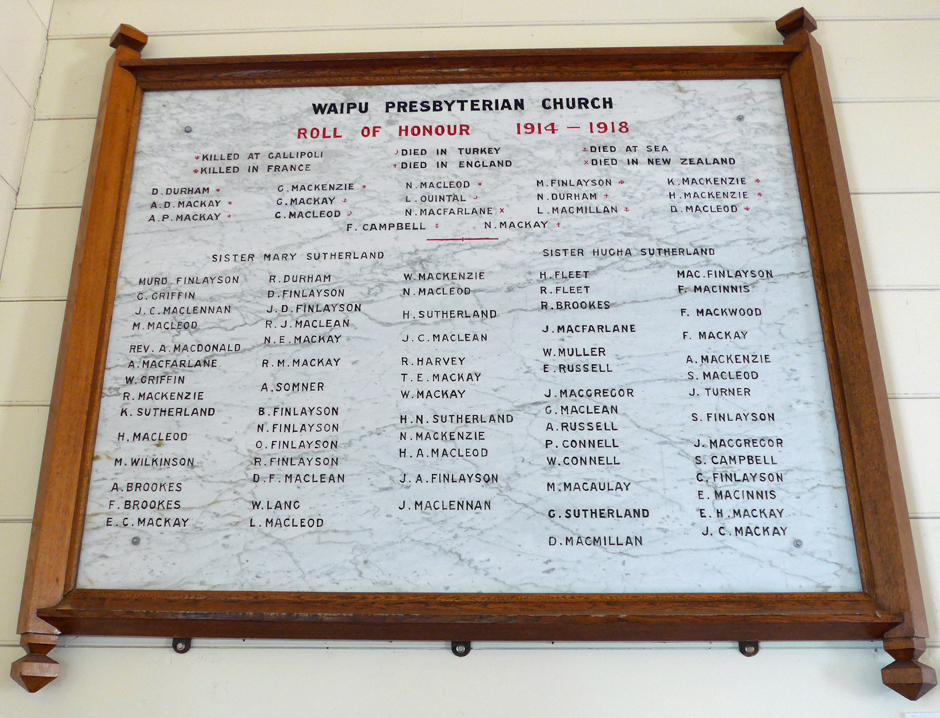 WAIPU PRESBYTERIAN CHURCH
ROLL OF HONOUR 1914 — 1918
*KILLED AT GALLIPOLI
*KILLED IN FRANCE
DIED IN TURKEY
+DIED IN ENGLAND
DIED AT SEA
×DIED IN NEW ZEALAND
D. DURHAM *
A. D. MACKAY *
A. P. MACKAY *
G. MACKENZIE *
G. MACKAY
C. MACLEOD
N. MACLEOD *
L. QUINTAL
N. MACFARLANE ×
M. FINLAYSON *
N. DURHAM +
L. MACMILLAN
K. MACKENZIE *
H. MACKENZIE *
D. MACLEOD *
F. CAMPBELL
N. MACKAY
SISTER MARY SUTHERLAND
SISTER HUGHA SUTHERLAND
MURD. FINLAYSON
G. GRIFFIN
J. C. MACLENNAN
M. MACLEOD
REV. A. MACDONALD
A. MACFARLANE
W. GRIFFIN
R. MACKENZIE
K. SUTHERLAND
H. MACLEOD
M. WILKINSON
A. BROOKES
F. BROOKES
E. C. MACKAY
R. DURHAM
D. FINLAYSON
J. D. FINLAYSON
R. J. MACLEAN
N. E. MACKAY
R. M. MACKAY
A. SOMNER
B. FINLAYSON
N. FINLAYSON
O. FINLAYSON
R. FINLAYSON
D. F. MACLEAN
W. LANG
L. MACLEOD
W. MACKENZIE
N. MACLEOD
H. SUTHERLAND
J. C. MACLEAN
R. HARVEY
T. E. MACKAY
W. MACKAY
H. N. SUTHERLAND
N. MACKENZIE
H. A. MACLEOD
J. A. FINLAYSON
J. MACLENNAN
H. FLEET
R. FLEET
R. BROOKES
J. MACFARLANE
W. MULLER
E. RUSSELL
J. MACGREGOR
G. MACLEAN
A. RUSSELL
P. CONNELL
W. CONNELL
M. MACAULAY
G. SUTHERLAND
D. MACMILLAN
MAC. FINLAYSON
F. MACINNIS
F. MACKWOOD
F. MACKAY
A. MACKENZIE
S. MACLEOD
J. TURNER
S. FINLAYSON
J. MACGREGOR
S. CAMPBELL
C. FINLAYSON
E. MACINNIS
E. H. MACKAY
J. C. MACKAY